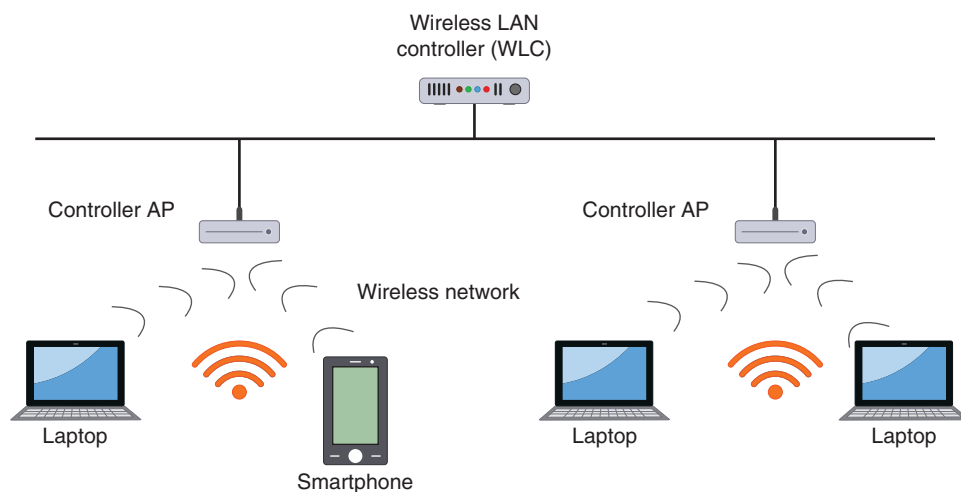 Wireless LAN
controller (WLC)
Controller AP
Controller AP
Wireless network
Laptop
Smartphone
Laptop
Laptop